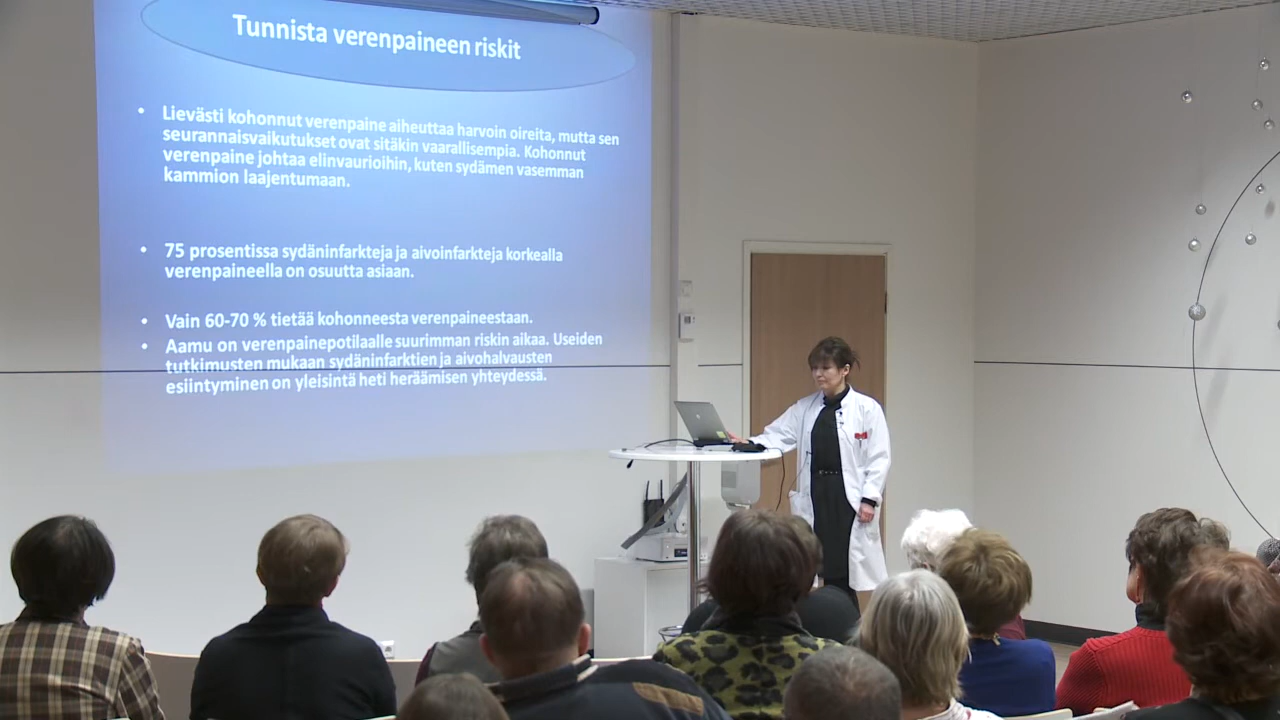 Tunnista verenpaineen riskit
• Lievästi kohonnut verenpaine aiheuttaa harvoin oireita, mutta sen
seurannaisvaikutukset ovat sitäkin vaarallisempia. Kohonnut
verenpaine johtaa elinvaurioihin, kuten sydämen vasemman
kammion laajentumaan.
• 75 prosentissa sydäninfarkteja ja aivoinfarkteja korkealla
verenpaineella on osuutta asiaan.
• Vain 60-70 % tietää kohonneesta verenpaineestaan.
• Aamu on verenpainepotilaalle suurimman riskin aikaa. Useiden
tutkimusten mukaan sydäninfarktien ja aivohalvausten
esiintyminen on yleisintä heti heräämisen yhteydessä.